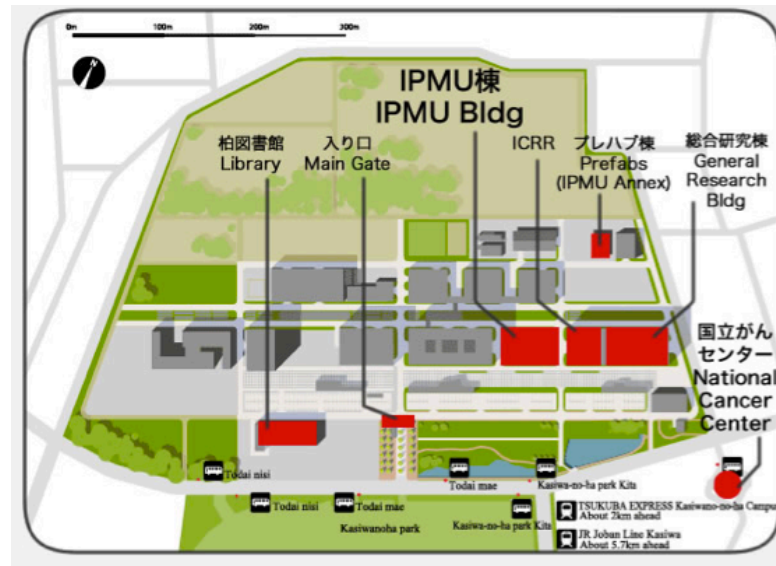 0m 100m 200m 300m
IPMU棟
IPMU Bldg
柏図書館
Library
入り口
Main Gate
ICRR
プレハブ棟
Prefabs
(IPMU Annex)
総合研究棟
General
Research
Bldg
国立がん
センター
National
Cancer
Center
Todai nisi
Todai mae
Kasiwa-no-ha park Kita
Todai nisi
Todai mae
Kasiwa-no-ha park Kita
Kasiwanoha park
TSUKUBA EXPRESS Kasiwano-no-ha Campu
About 2km ahead
JR Joban Line Kasiwa
About 5.7km ahead